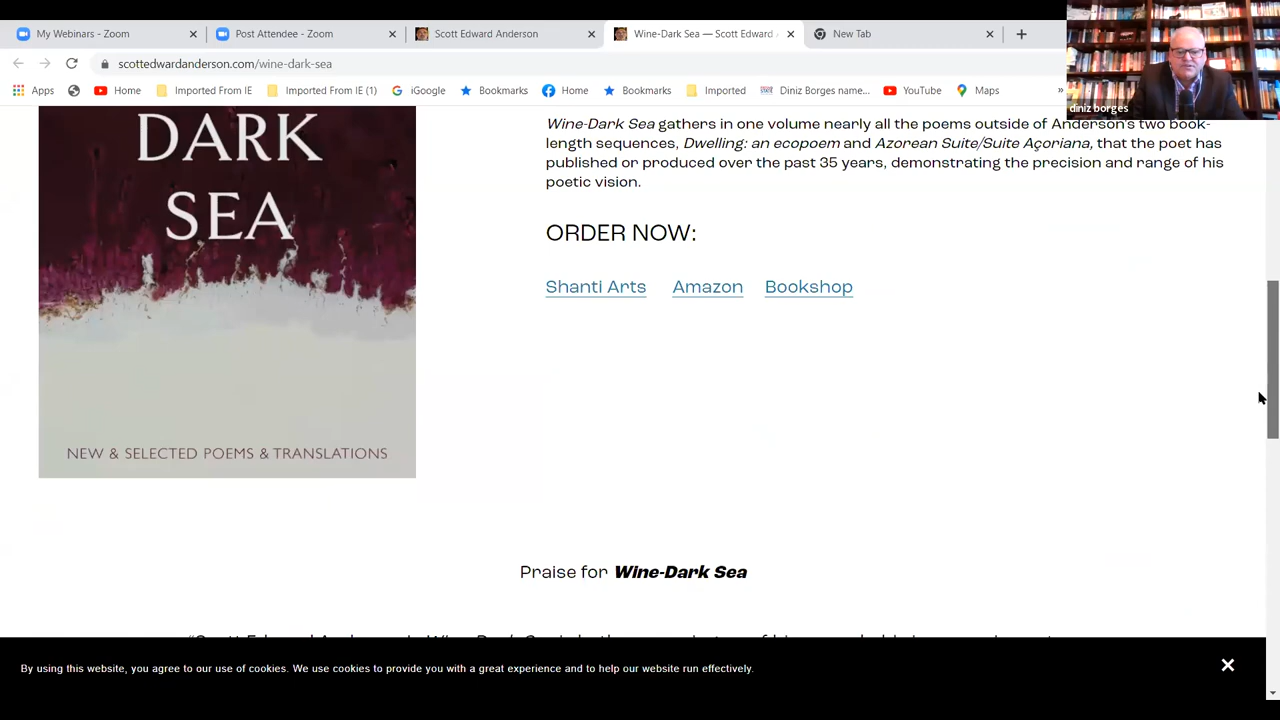 My Webinars - Zoom
Post Attendee - Zoom
Scott Edward Anderson
Wine-Dark Sea — Scott Edward
New Tab
scottedwardanderson.com/wine-dark-sea
Apps
Home
Imported From IE
Imported From IE (1)
iGoogle
Bookmarks
Home
Bookmarks
Imported
Diniz Borges name...
YouTube
Maps
»
diniz borges
DARK
SEA
NEW & SELECTED POEMS & TRANSLATIONS
Wine-Dark Sea gathers in one volume nearly all the poems outside of Anderson's two book-
length sequences, Dwelling: an ecopoem and Azorean Suite/Suite Açoriana, that the poet has
published or produced over the past 35 years, demonstrating the precision and range of his
poetic vision.
ORDER NOW:
Shanti Arts Amazon Bookshop
Praise for Wine-Dark Sea
By using this website, you agree to our use of cookies. We use cookies to provide you with a great experience and to help our website run effectively.